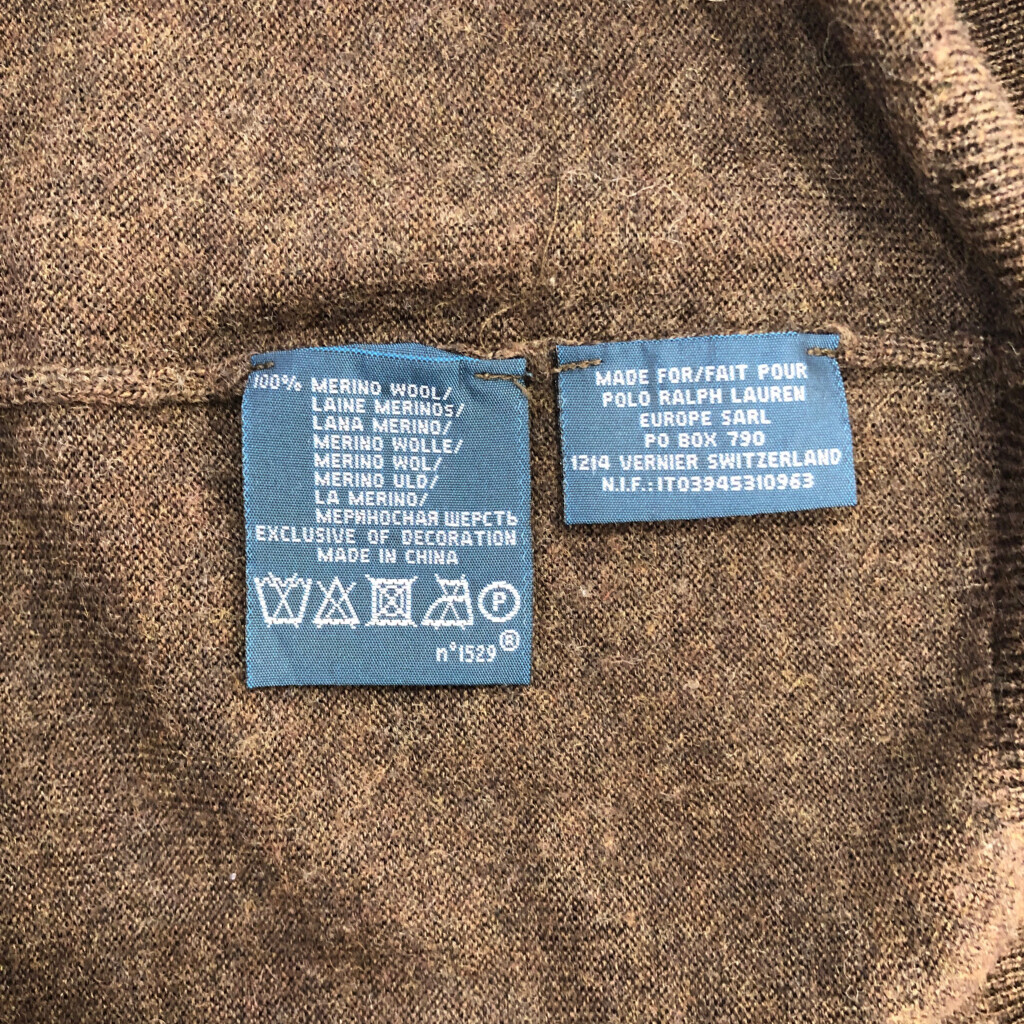 100% MERINO WOOL/
LAINE MERINOS/
LANA MERINO/
MERINO WOLLE/
MERINO WOL/
MERINO ULD/
LA MERINO/
МЕРИНОСНАЯ ШЕРСТЬ
EXCLUSIVE OF DECORATION
MADE IN CHINA
P
n°1529®
MADE FOR/FAIT POUR
POLO RALPH LAUREN
EUROPE SARL
PO BOX 790
1214 VERNIER SWITZERLAND
N.I.F.:IT03945310963